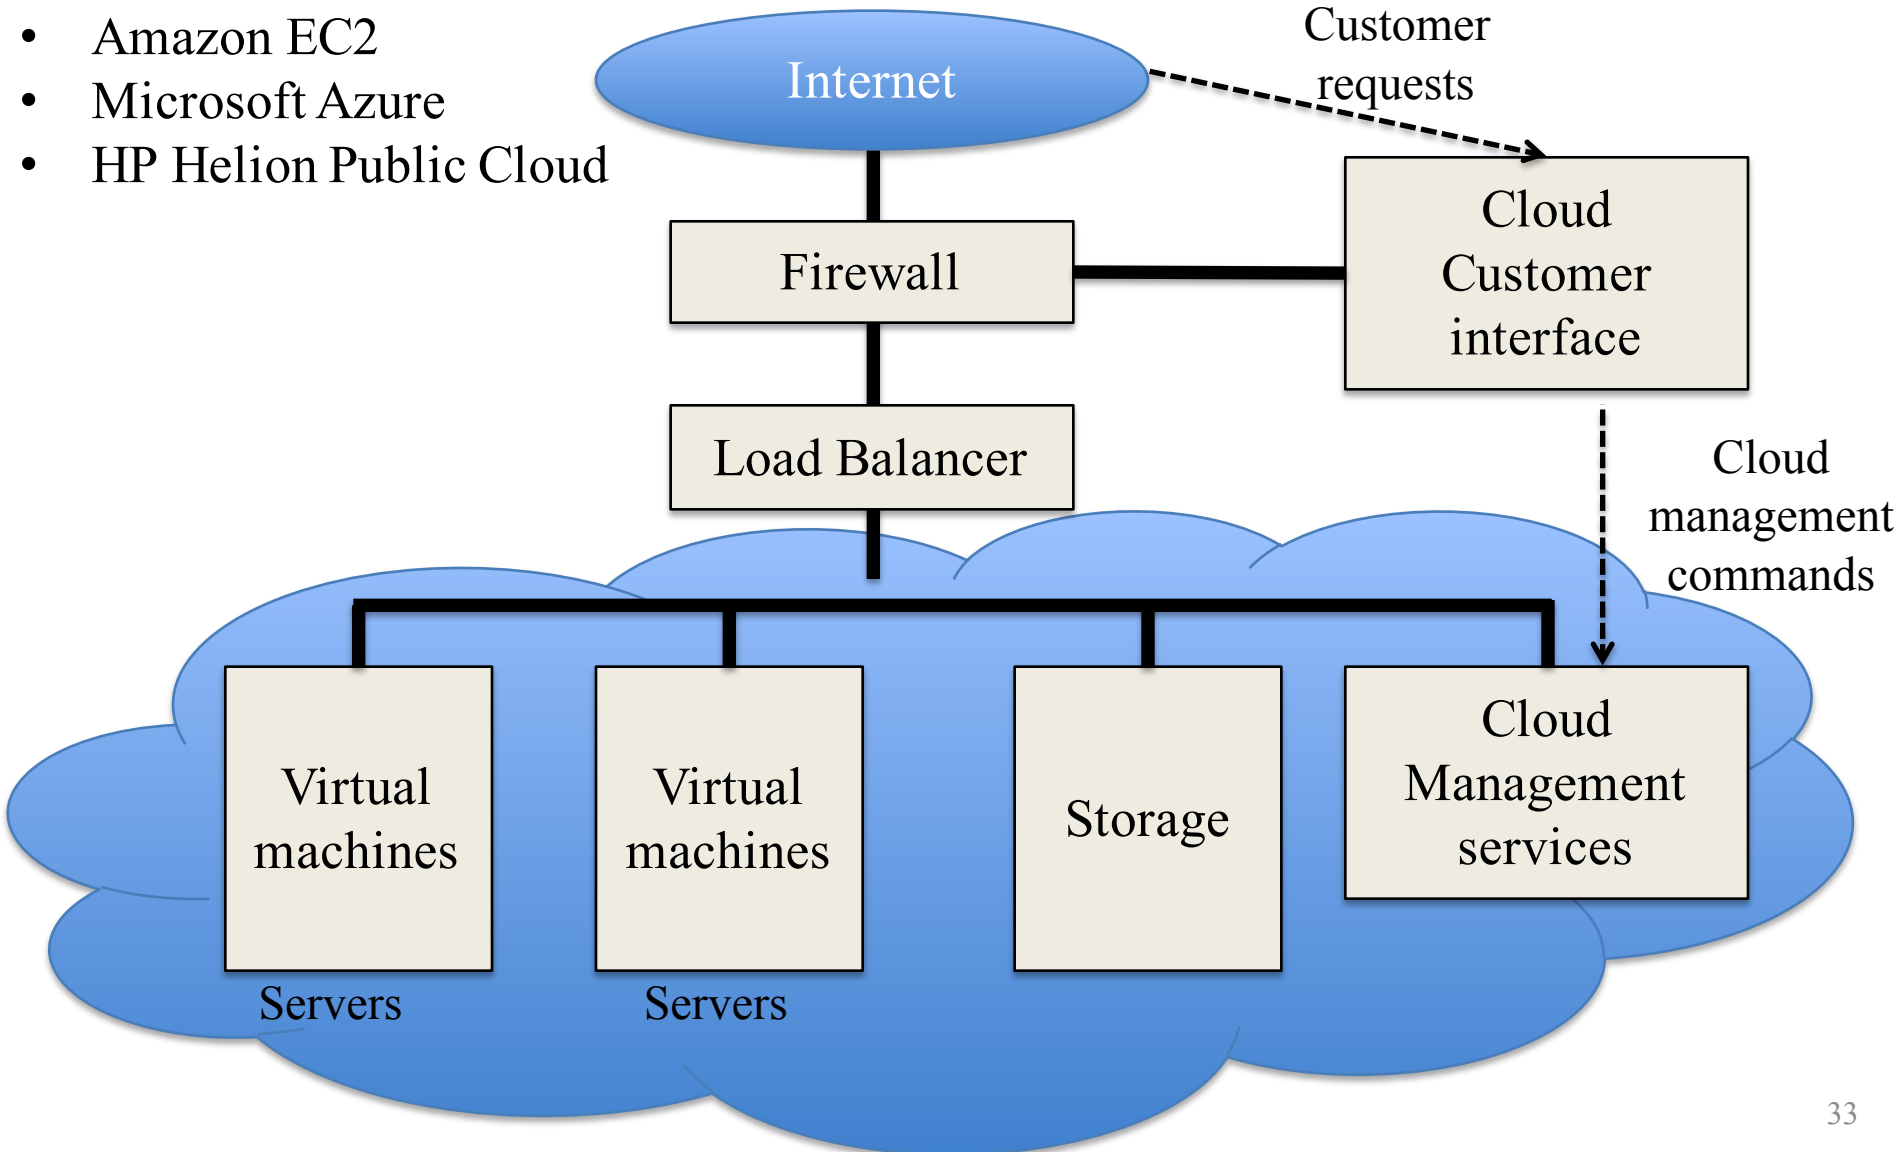 • Amazon EC2
• Microsoft Azure
• HP Helion Public Cloud
Internet
Customer
requests
Firewall
Cloud
Customer
interface
Load Balancer
Cloud
management
commands
Virtual
machines
Virtual
machines
Storage
Cloud
Management
services
Servers
Servers
33